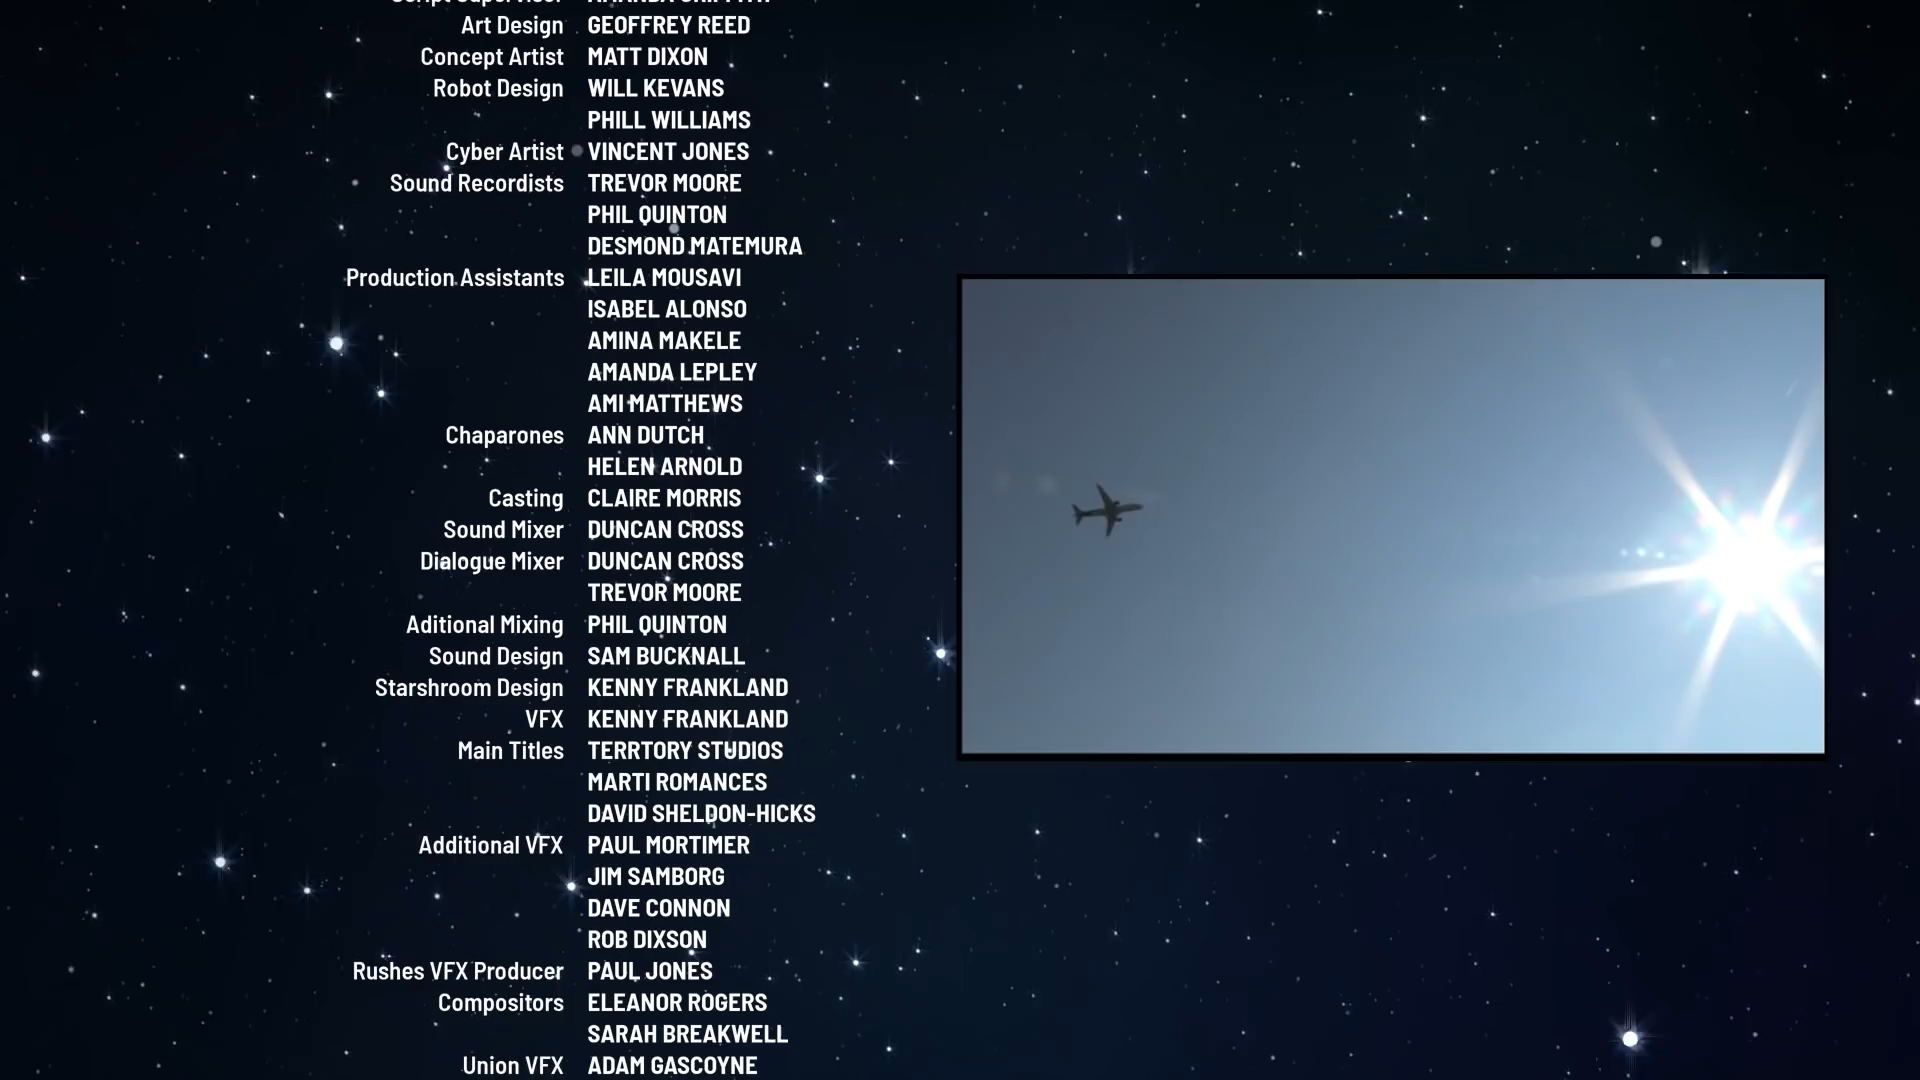 Art Design GEOFFREY REED
Concept Artist MATT DIXON
Robot Design WILL KEVANS
PHILL WILLIAMS
Cyber Artist VINCENT JONES
Sound Recordists TREVOR MOORE
PHIL QUINTON
DESMOND MATEMURA
Production Assistants LEILA MOUSAVI
ISABEL ALONSO
AMINA MAKELE
AMANDA LEPLEY
AMI MATTHEWS
Chaparones ANN DUTCH
HELEN ARNOLD
Casting CLAIRE MORRIS
Sound Mixer DUNCAN CROSS
Dialogue Mixer DUNCAN CROSS
TREVOR MOORE
Aditional Mixing PHIL QUINTON
Sound Design SAM BUCKNALL
Starshroom Design KENNY FRANKLAND
VFX KENNY FRANKLAND
Main Titles TERRTORY STUDIOS
MARTI ROMANCES
DAVID SHELDON-HICKS
Additional VFX PAUL MORTIMER
JIM SAMBORG
DAVE CONNON
ROB DIXSON
Rushes VFX Producer PAUL JONES
Compositors ELEANOR ROGERS
SARAH BREAKWELL
Union VFX ADAM GASCOYNE